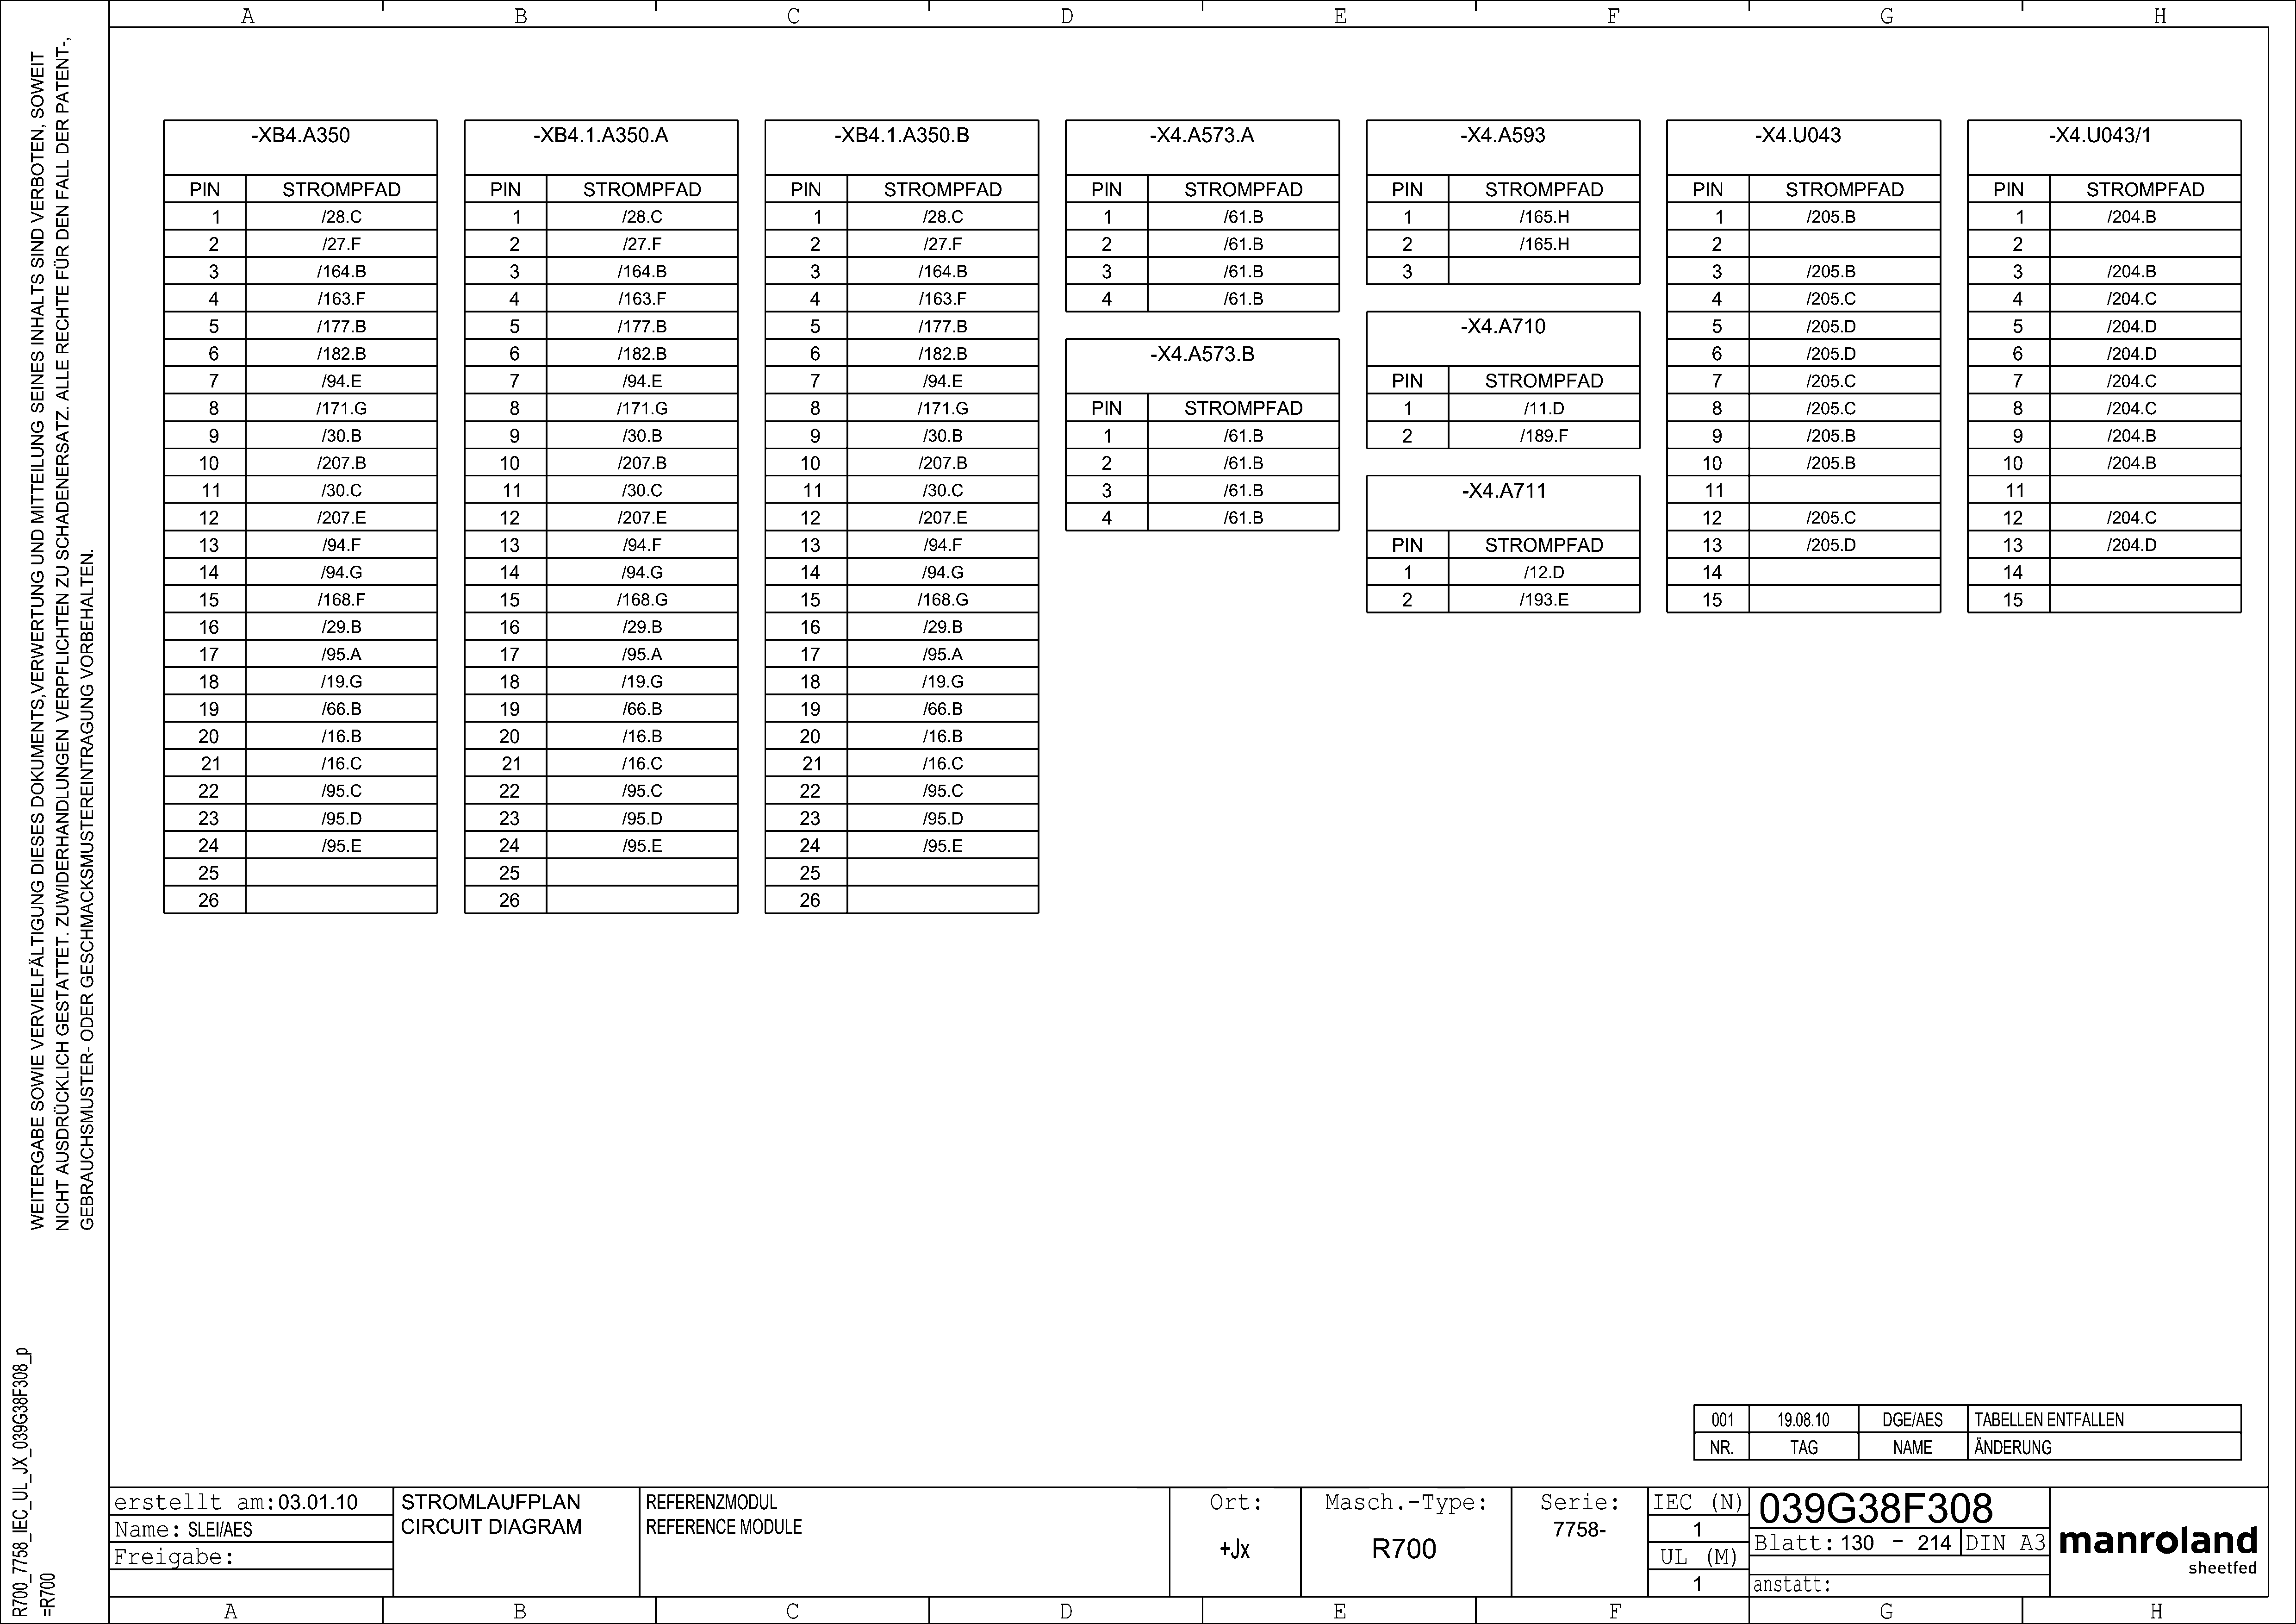 A B C D E F G H
WEITERGABE SOWIE VERVIELFÄLTIGUNG DIESES DOKUMENTS,VERWERTUNG UND MITTEILUNG SEINES INHALTS SIND VERBOTEN, SOWEIT
NICHT AUSDRÜCKLICH GESTATTET. ZUWIDERHANDLUNGEN VERPFLICHTEN ZU SCHADENERSATZ. ALLE RECHTE FÜR DEN FALL DER PATENT-,
GEBRAUCHSMUSTER- ODER GESCHMACKSMUSTEREINTRAGUNG VORBEHALTEN.
R700_7758_IEC_UL_JX_039G38F308_p
=R700
-XB4.A350
PIN STROMPFAD
1 /28.C
2 /27.F
3 /164.B
4 /163.F
5 /177.B
6 /182.B
7 /94.E
8 /171.G
9 /30.B
10 /207.B
11 /30.C
12 /207.E
13 /94.F
14 /94.G
15 /168.F
16 /29.B
17 /95.A
18 /19.G
19 /66.B
20 /16.B
21 /16.C
22 /95.C
23 /95.D
24 /95.E
25
26
-XB4.1.A350.A
PIN STROMPFAD
1 /28.C
2 /27.F
3 /164.B
4 /163.F
5 /177.B
6 /182.B
7 /94.E
8 /171.G
9 /30.B
10 /207.B
11 /30.C
12 /207.E
13 /94.F
14 /94.G
15 /168.G
16 /29.B
17 /95.A
18 /19.G
19 /66.B
20 /16.B
21 /16.C
22 /95.C
23 /95.D
24 /95.E
25
26
-XB4.1.A350.B
PIN STROMPFAD
1 /28.C
2 /27.F
3 /164.B
4 /163.F
5 /177.B
6 /182.B
7 /94.E
8 /171.G
9 /30.B
10 /207.B
11 /30.C
12 /207.E
13 /94.F
14 /94.G
15 /168.G
16 /29.B
17 /95.A
18 /19.G
19 /66.B
20 /16.B
21 /16.C
22 /95.C
23 /95.D
24 /95.E
25
26
-X4.A573.A
PIN STROMPFAD
1 /61.B
2 /61.B
3 /61.B
4 /61.B
-X4.A573.B
PIN STROMPFAD
1 /61.B
2 /61.B
3 /61.B
4 /61.B
-X4.A593
PIN STROMPFAD
1 /165.H
2 /165.H
3
-X4.A710
PIN STROMPFAD
1 /11.D
2 /189.F
-X4.A711
PIN STROMPFAD
1 /12.D
2 /193.E
-X4.U043
PIN STROMPFAD
1 /205.B
2
3 /205.B
4 /205.C
5 /205.D
6 /205.D
7 /205.C
8 /205.C
9 /205.B
10 /205.B
11
12 /205.C
13 /205.D
14
15
-X4.U043/1
PIN STROMPFAD
1 /204.B
2
3 /204.B
4 /204.C
5 /204.D
6 /204.D
7 /204.C
8 /204.C
9 /204.B
10 /204.B
11
12 /204.C
13 /204.D
14
15
001 19.08.10 DGE/AES TABELLEN ENTFALLEN
NR. TAG NAME ÄNDERUNG
erstellt am: 03.01.10
Name: SLEI/AES
Freigabe:
STROMLAUFPLAN
CIRCUIT DIAGRAM
REFERENZMODUL
REFERENCE MODULE
Ort:
+Jx
Masch.-Type:
R700
Serie:
7758-
IEC (N)
1
UL (M)
1
039G38F308
Blatt: 130 - 214 DIN A3
anstatt:
manroland
sheetfed
A B C D E F G H